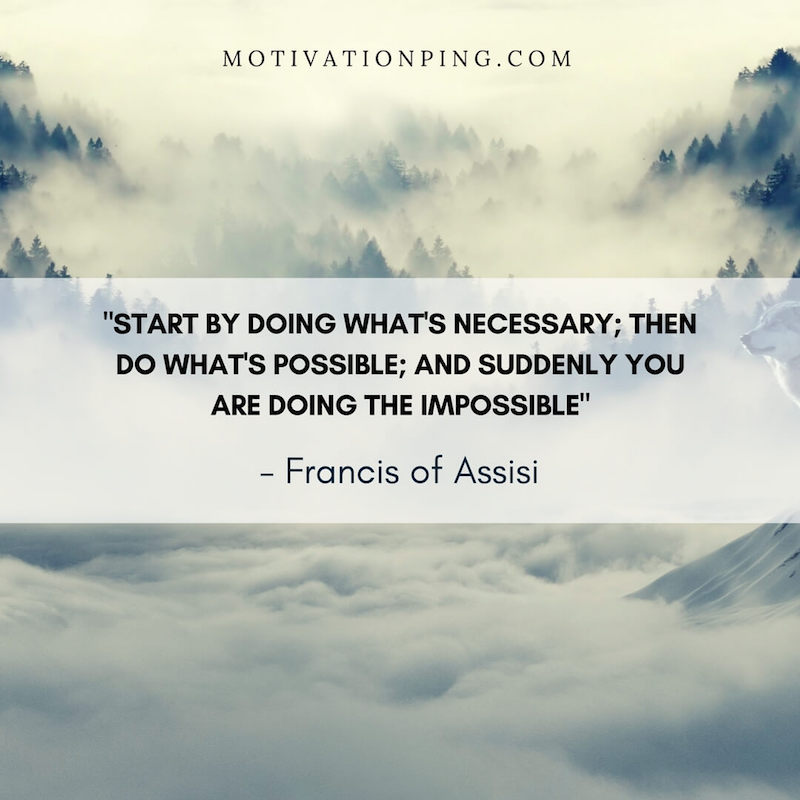 MOTIVATIONPING.COM
"START BY DOING WHAT'S NECESSARY; THEN
DO WHAT'S POSSIBLE; AND SUDDENLY YOU
ARE DOING THE IMPOSSIBLE"
– Francis of Assisi